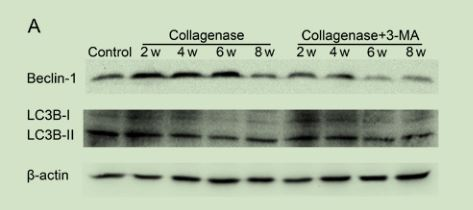 A
Collagenase Collagenase+3-MA
Control 2 w 4 w 6 w 8 w 2 w 4 w 6 w 8 w
Beclin-1
LC3B-I
LC3B-II
β-actin